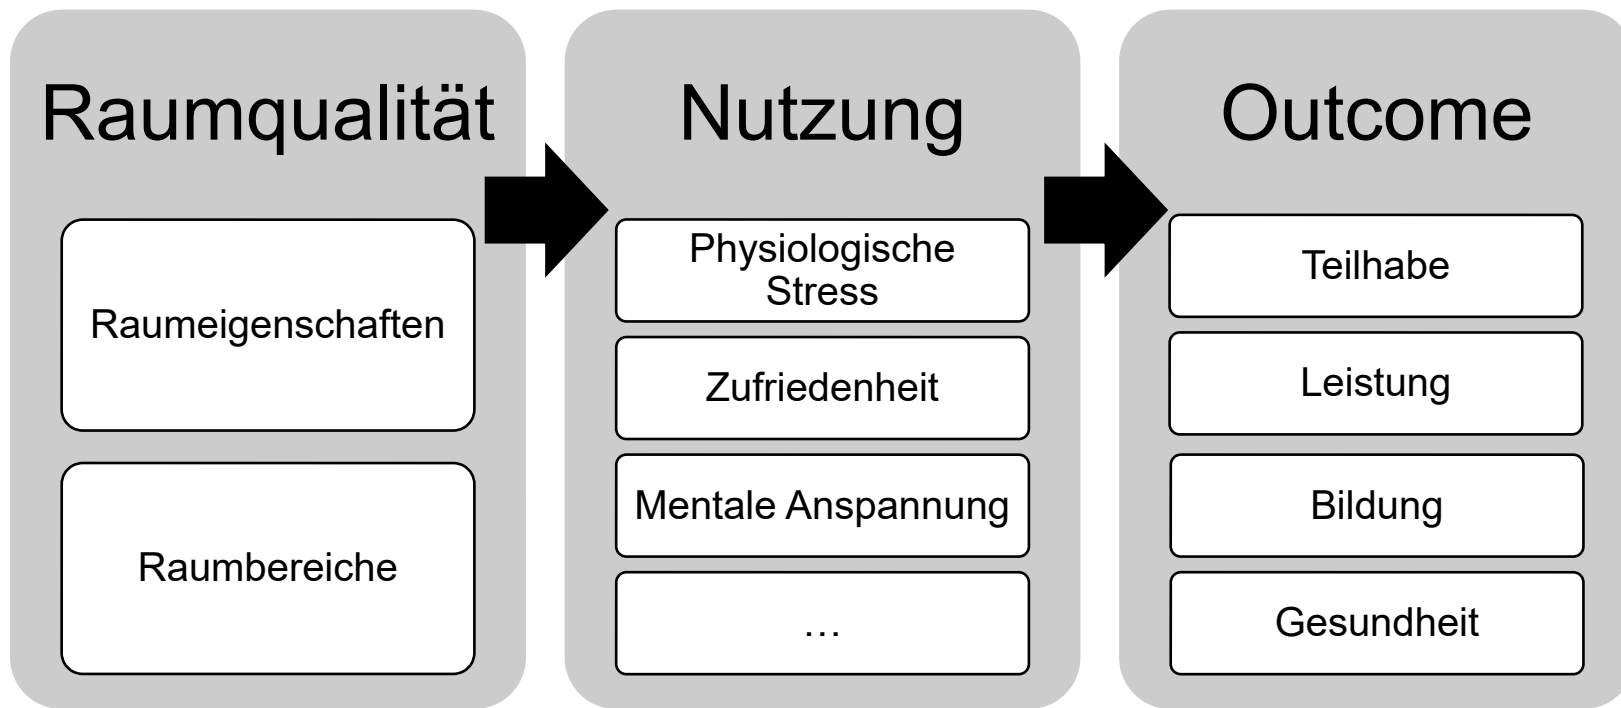 Raumqualität
Raumeigenschaften
Raumbereiche
Nutzung
Physiologische
Stress
Zufriedenheit
Mentale Anspannung
…
Outcome
Teilhabe
Leistung
Bildung
Gesundheit